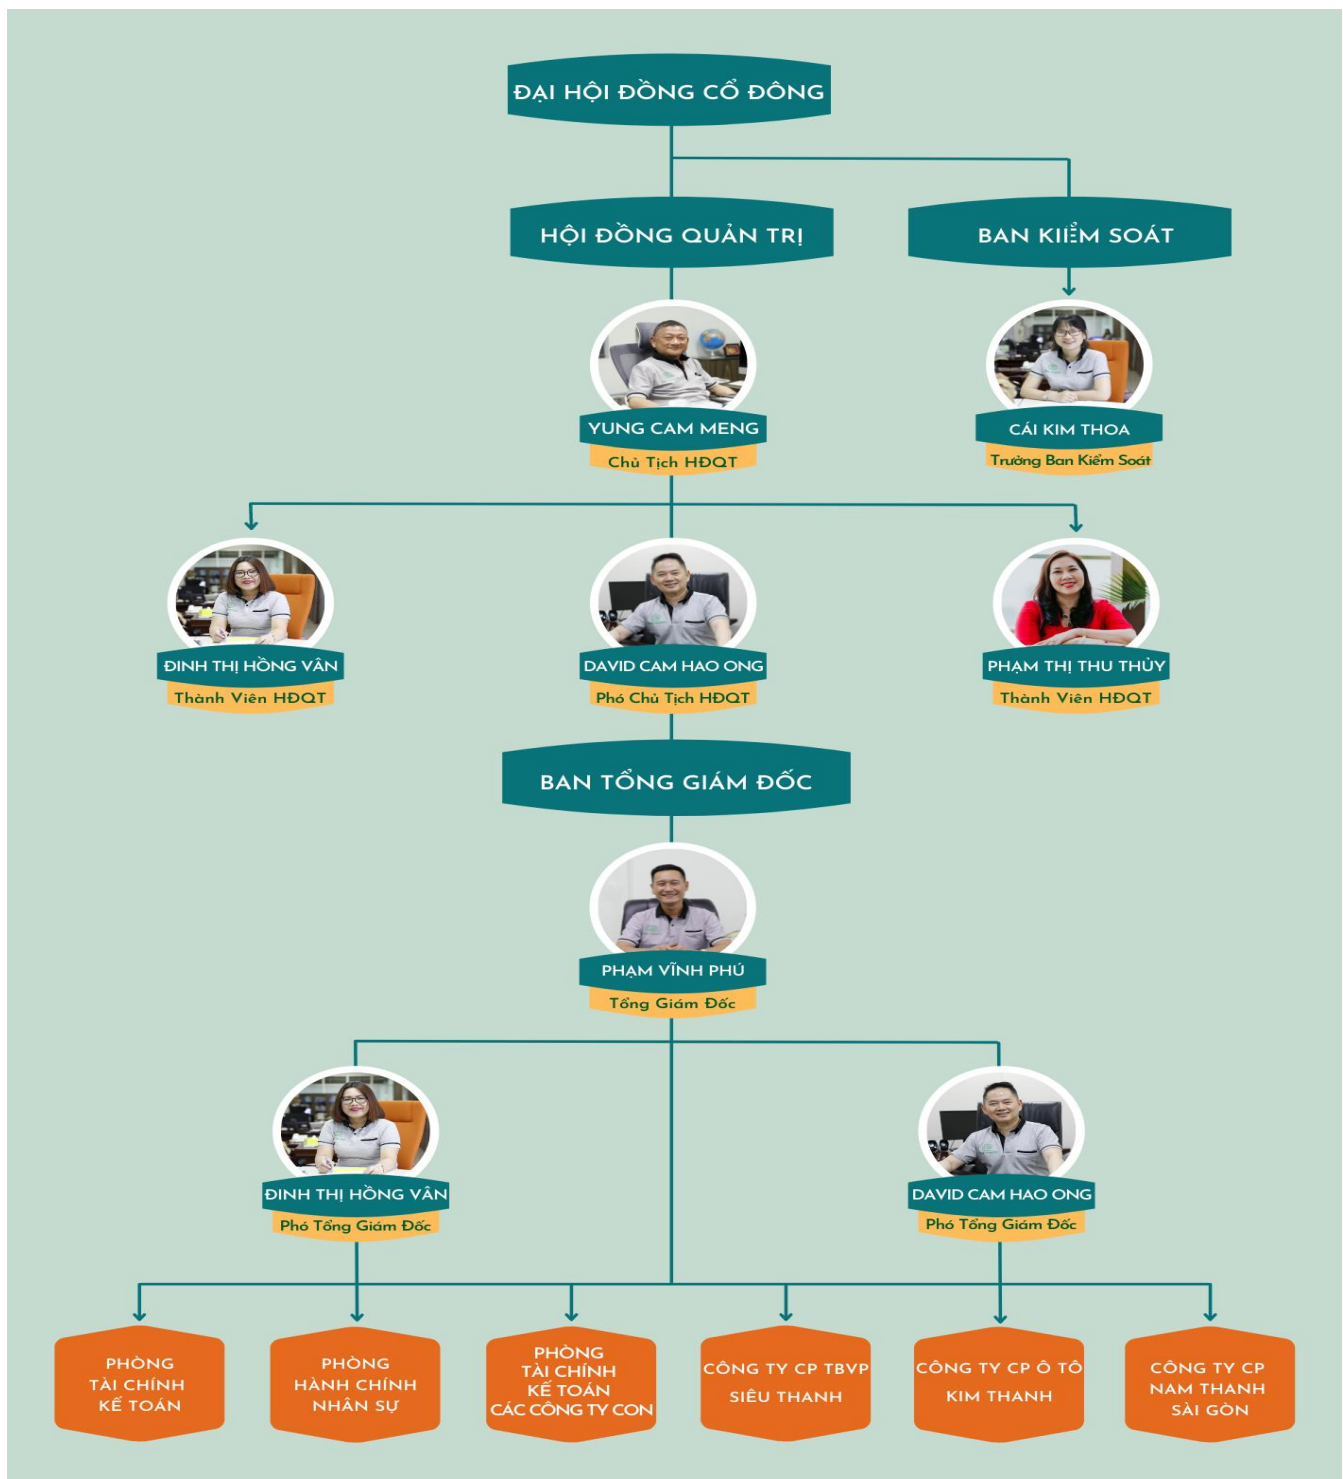 ĐẠI HỘI ĐỒNG CỔ ĐÔNG
HỘI ĐỒNG QUẢN TRỊ
BAN KIỂM SOÁT
YUNG CAM MENG
Chủ Tịch HĐQT
CÁI KIM THOA
Trưởng Ban Kiểm Soát
ĐINH THỊ HỒNG VÂN
Thành Viên HĐQT
DAVID CAM HAO ONG
Phó Chủ Tịch HĐQT
PHẠM THỊ THU THỦY
Thành Viên HĐQT
BAN TỔNG GIÁM ĐỐC
PHẠM VĨNH PHÚ
Tổng Giám Đốc
ĐINH THỊ HỒNG VÂN
Phó Tổng Giám Đốc
DAVID CAM HAO ONG
Phó Tổng Giám Đốc
PHÒNG
TÀI CHÍNH
KẾ TOÁN
PHÒNG
HÀNH CHÍNH
NHÂN SỰ
PHÒNG
TÀI CHÍNH
KẾ TOÁN
CÁC CÔNG TY CON
CÔNG TY CP TBVP
SIÊU THANH
CÔNG TY CP Ô TÔ
KIM THANH
CÔNG TY CP
NAM THANH
SÀI GÒN